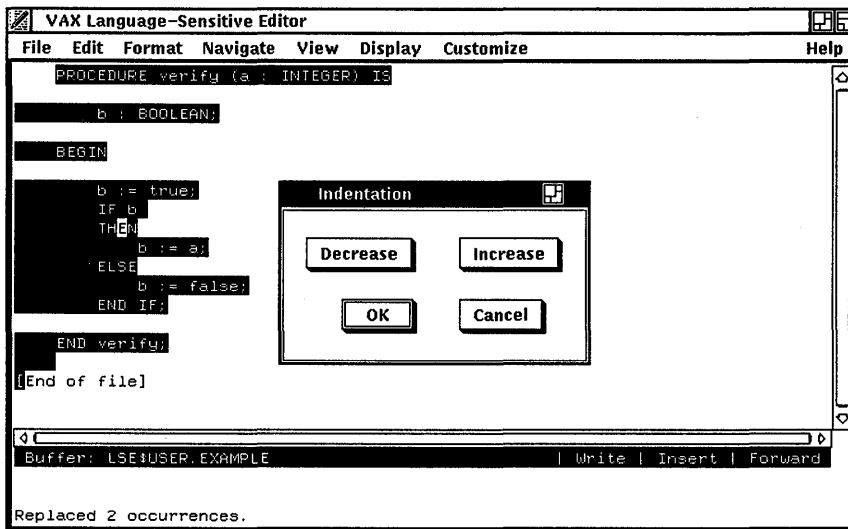 VAX Language-Sensitive Editor
File Edit Format Navigate View Display Customize Help
PROCEDURE verify (a : INTEGER) IS
b : BOOLEAN;
BEGIN
b := true;
IF b
THEN
b := a;
ELSE
b := false;
END IF;
END verify;
[End of file]
Indentation
Decrease Increase
OK Cancel
Buffer: LSE$USER.EXAMPLE | Write | Insert | Forward
Replaced 2 occurrences.